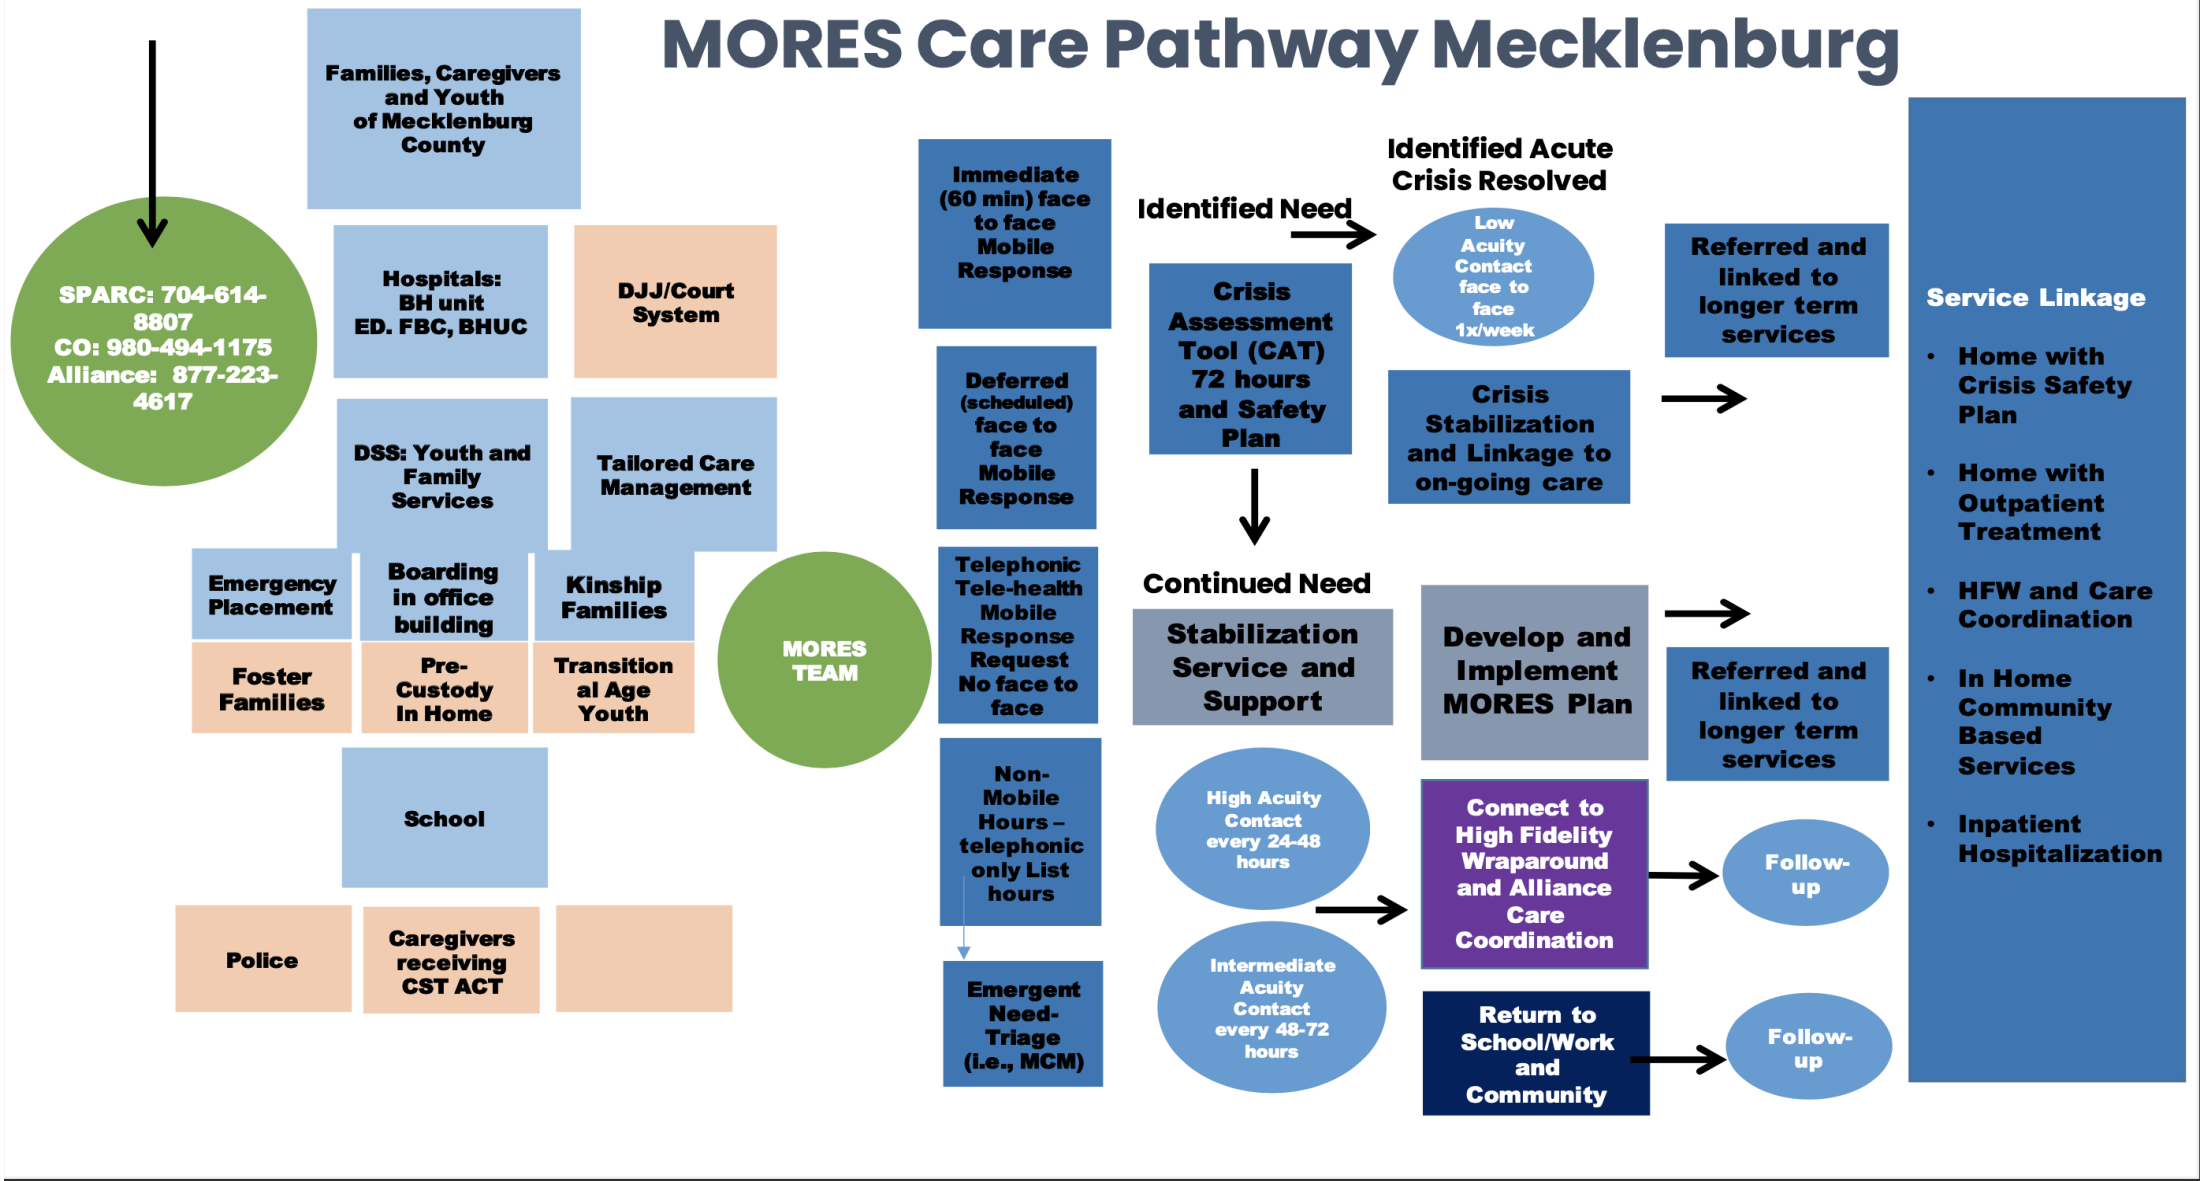 MORES Care Pathway Mecklenburg
Families, Caregivers
and Youth
of Mecklenburg
County
SPARC: 704-614-
8807
CO: 980-494-1175
Alliance: 877-223-
4617
Hospitals:
BH unit
ED. FBC, BHUC
DJJ/Court
System
DSS: Youth and
Family
Services
Tailored Care
Management
Emergency
Placement
Boarding
in office
building
Kinship
Families
Foster
Families
Pre-
Custody
In Home
Transition
al Age
Youth
School
Police
Caregivers
receiving
CST ACT
MORES
TEAM
Immediate
(60 min) face
to face
Mobile
Response
Deferred
(scheduled)
face to
face
Mobile
Response
Telephonic
Tele-health
Mobile
Response
Request
No face to
face
Non-
Mobile
Hours –
telephonic
only List
hours
Emergent
Need-
Triage
(i.e., MCM)
Identified Need
Crisis
Assessment
Tool (CAT)
72 hours
and Safety
Plan
Continued Need
Stabilization
Service and
Support
High Acuity
Contact
every 24-48
hours
Intermediate
Acuity
Contact
every 48-72
hours
Identified Acute
Crisis Resolved
Low
Acuity
Contact
face to
face
1x/week
Crisis
Stabilization
and Linkage to
on-going care
Develop and
Implement
MORES Plan
Connect to
High Fidelity
Wraparound
and Alliance
Care
Coordination
Return to
School/Work
and
Community
Referred and
linked to
longer term
services
Referred and
linked to
longer term
services
Follow-
up
Follow-
up
Service Linkage
• Home with
Crisis Safety
Plan
• Home with
Outpatient
Treatment
• HFW and Care
Coordination
• In Home
Community
Based
Services
• Inpatient
Hospitalization